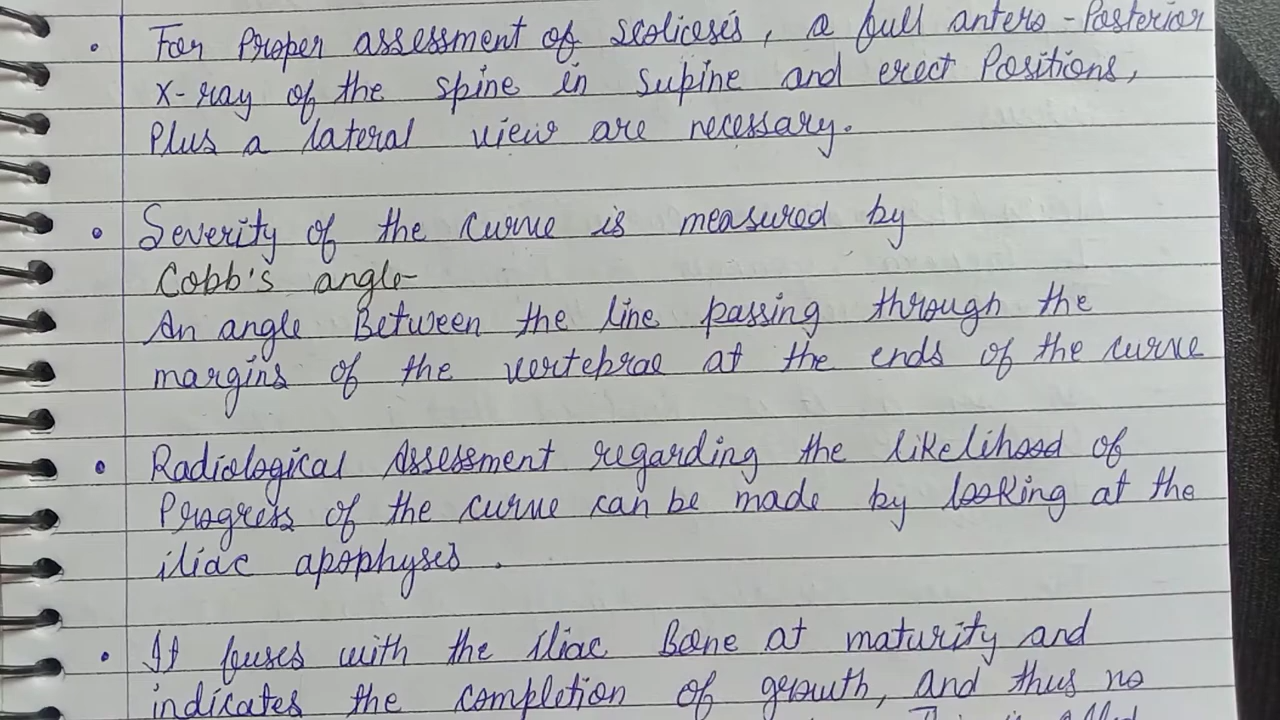 • For Proper assessment of scoliosis, a full antero-Posterior
X-ray of the spine in supine and erect Positions,
Plus a lateral view are necessary.
• Severity of the curve is measured by
Cobb's angle-
An angle Between the line passing through the
margins of the vertebrae at the ends of the curve
• Radiological Assessment regarding the likelihood of
Progress of the curve can be made by looking at the
iliac apophyses.
• It fuses with the iliac Bone at maturity and
indicates the completion of growth, and thus no